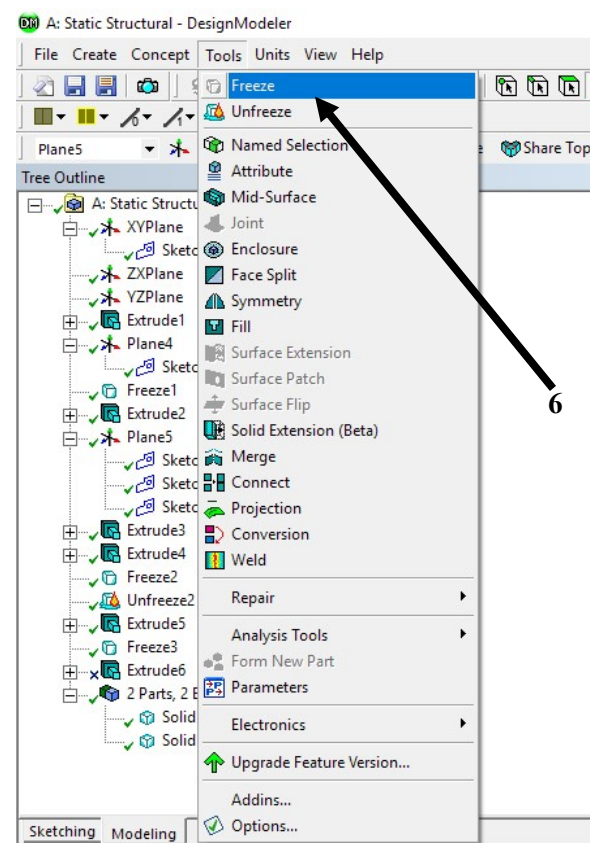 DM A: Static Structural - DesignModeler
File Create Concept Tools Units View Help
Freeze
Unfreeze
Plane5
Named Selection
Share Top
Tree Outline
Attribute
Mid-Surface
A: Static Structu
XYPlane
Joint
Sketc
Enclosure
ZXPlane
Face Split
YZPlane
Symmetry
Extrude1
Fill
Plane4
Surface Extension
Sketc
Surface Patch
Freeze1
Surface Flip
6
Extrude2
Solid Extension (Beta)
Plane5
Merge
Sketc
Connect
Sketc
Projection
Sketc
Extrude3
Conversion
Extrude4
Weld
Freeze2
Unfreeze2
Repair
Extrude5
Analysis Tools
Freeze3
Form New Part
Extrude6
Parameters
2 Parts, 2 B
Solid
Electronics
Solid
Upgrade Feature Version...
Addins...
Sketching Modeling
Options...